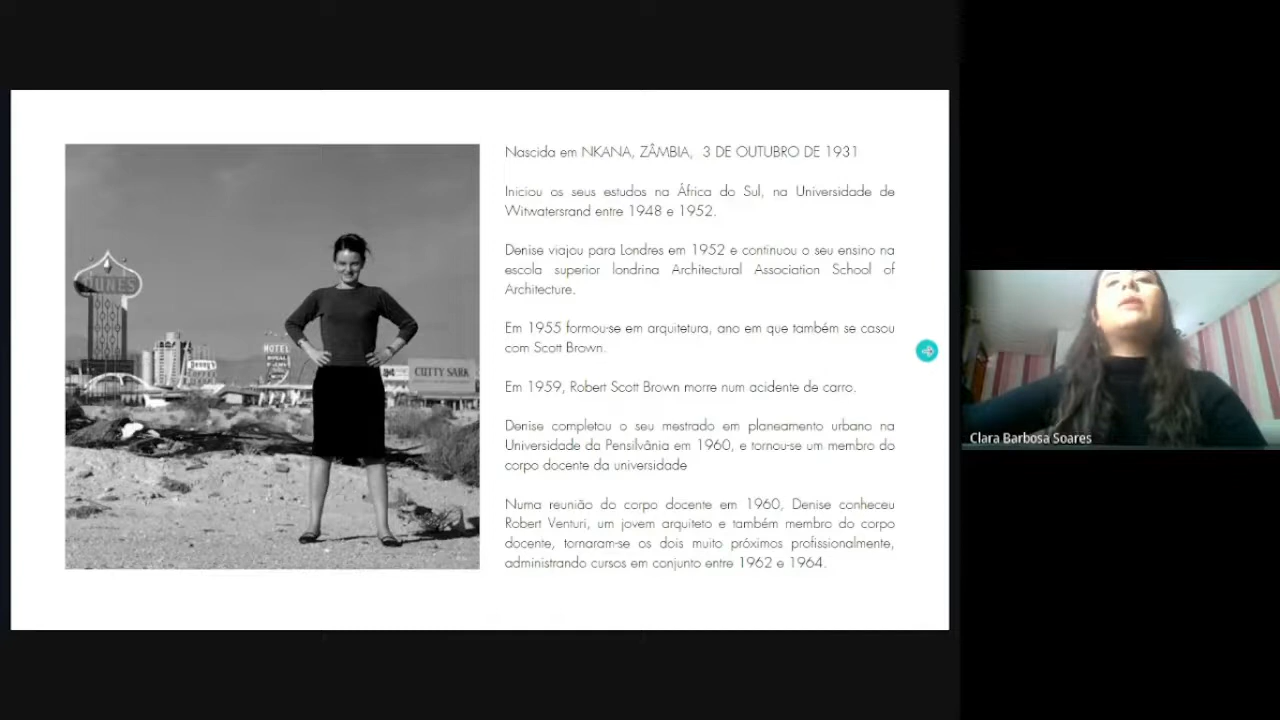 Nascida em NKANA, ZÂMBIA, 3 DE OUTUBRO DE 1931
Iniciou os seus estudos na África do Sul, na Universidade de
Witwatersrand entre 1948 e 1952.
Denise viajou para Londres em 1952 e continuou o seu ensino na
escola superior londrina Architectural Association School of
Architecture.
Em 1955 formou-se em arquitetura, ano em que também se casou
com Scott Brown.
Em 1959, Robert Scott Brown morre num acidente de carro.
Denise completou o seu mestrado em planeamento urbano na
Universidade da Pensilvânia em 1960, e tornou-se um membro do
corpo docente da universidade
Numa reunião do corpo docente em 1960, Denise conheceu
Robert Venturi, um jovem arquiteto e também membro do corpo
docente, tornaram-se os dois muito próximos profissionalmente,
administrando cursos em conjunto entre 1962 e 1964.
DUNES
Denny's
MOTEL
CUTTY SARK
Clara Barbosa Soares